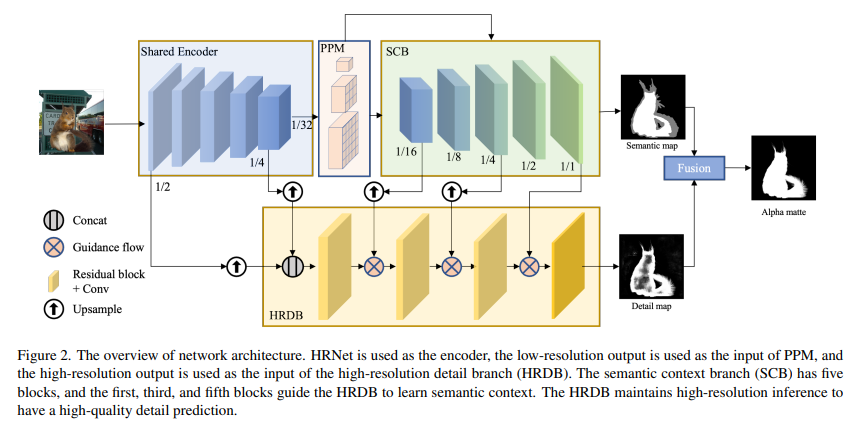 Shared Encoder
PPM
SCB
1/32
1/4
1/2
1/16
1/8
1/4
1/2
1/1
Semantic map
Fusion
Alpha matte
Concat
Guidance flow
Residual block
+ Conv
Upsample
HRDB
Detail map
Figure 2. The overview of network architecture. HRNet is used as the encoder, the low-resolution output is used as the input of PPM, and
the high-resolution output is used as the input of the high-resolution detail branch (HRDB). The semantic context branch (SCB) has five
blocks, and the first, third, and fifth blocks guide the HRDB to learn semantic context. The HRDB maintains high-resolution inference to
have a high-quality detail prediction.